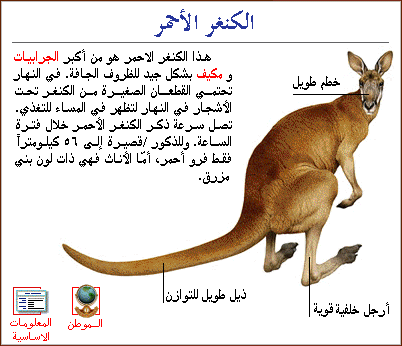 الكنغر الأحمر
هذا الكنغر الاحمر هو من أكبر الجرابيات
و مكيف بشكل جيد للظروف الجافة. في النهار
تحتمي القطعان الصغيرة من الكنغر تحت
الأشجار في النهار لتظهر في المساء للتغذي.
تصل سرعة ذكر الكنغر الأحمر خلال فترة
الساعة. وللذكور /قصيرة إلى ٥٦ كيلومتراً
فقط فرو أحمر، أمّا الأناث فهي ذات لون بني
مزرق.
خطم طويل
ذيل طويل للتوازن
أرجل خلفية قوية
الموطن
المعلومات
الاساسية